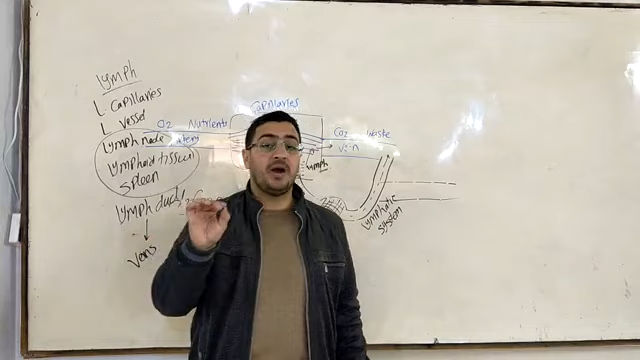 Lymph
L Capillaries
L Vessel
Lymph node
Lymphoid tissue
Spleen
Lymph duct
Veins
O2 Nutrients
Capillaries
Co2 Waste
Vein
Lymph
Lymphatic
System